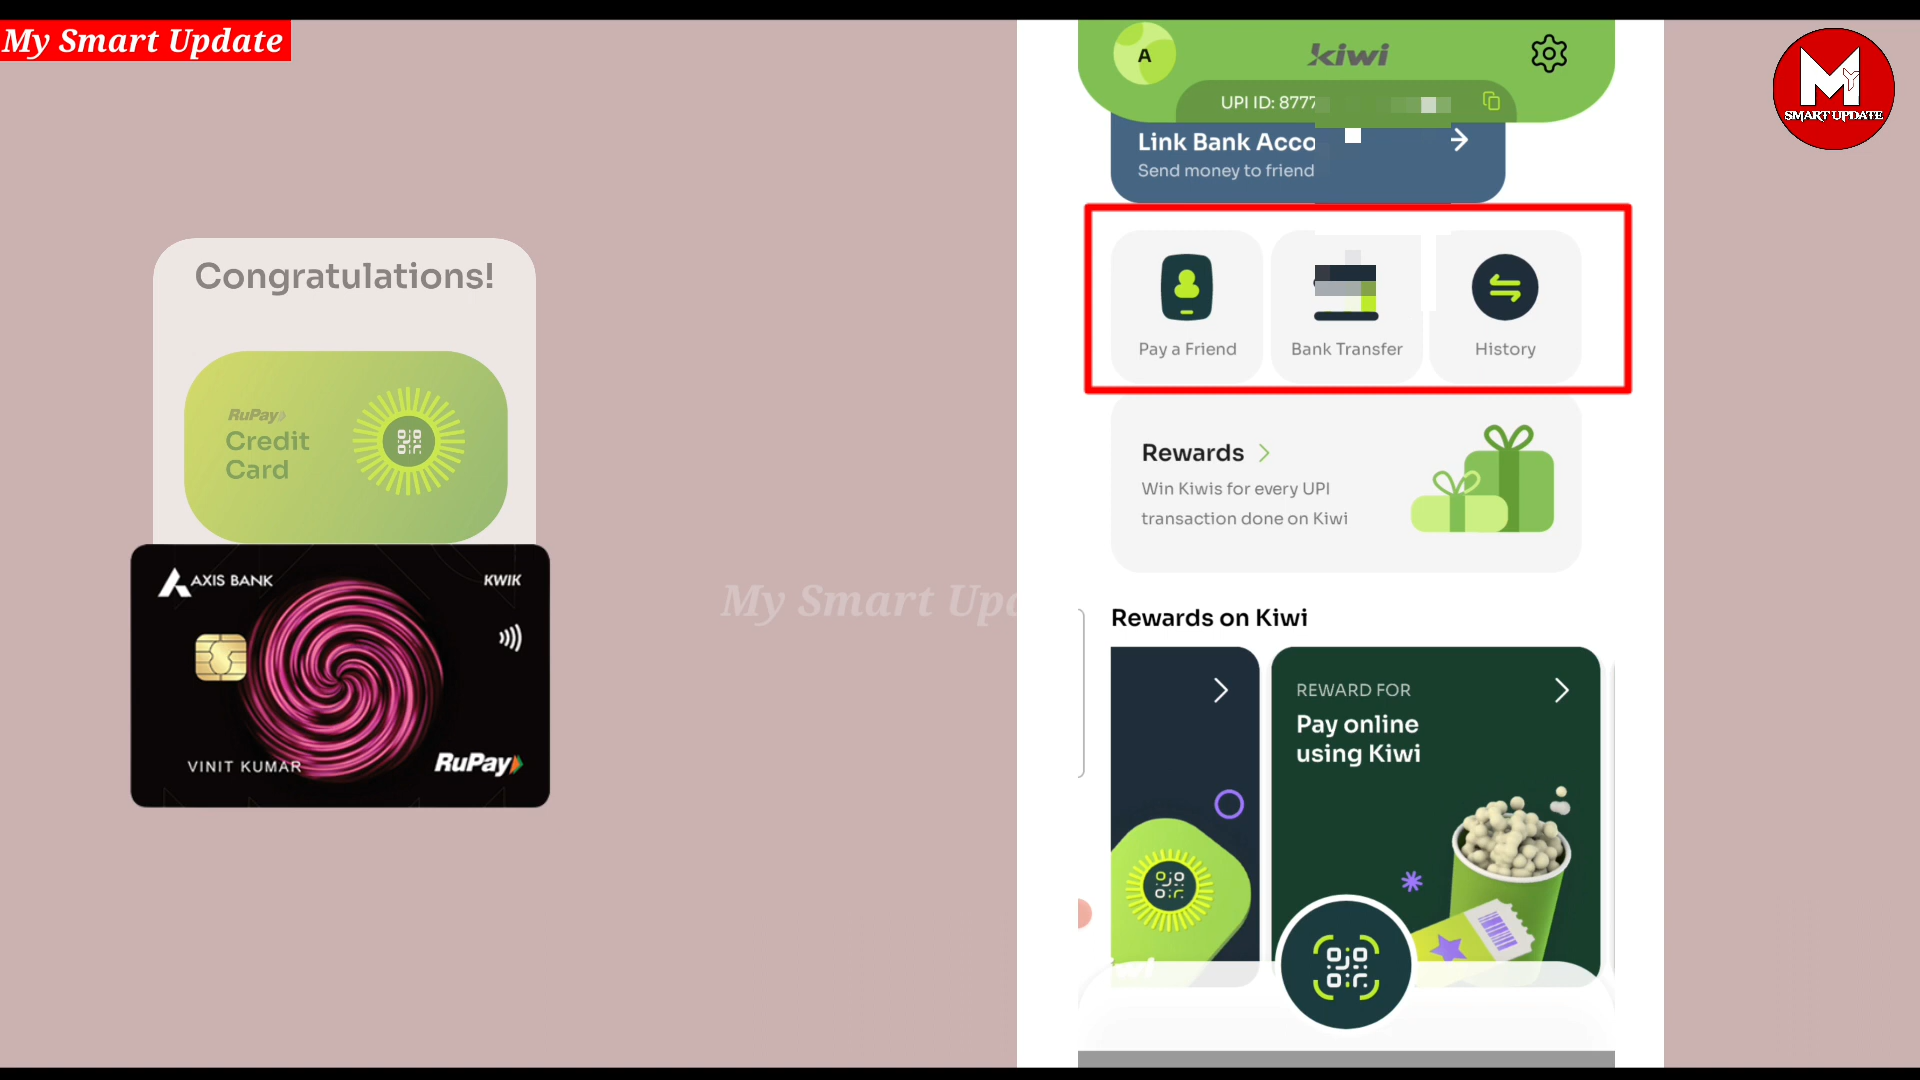 My Smart Update
Congratulations!
RuPay
Credit
Card
AXIS BANK
KWIK
VINIT KUMAR
RuPay
My Smart
A
kiwi
UPI ID: 8777
Link Bank
Send money to friend
Pay a Friend
Bank Transfer
History
Rewards
Win Kiwis for every UPI
transaction done on Kiwi
Rewards on Kiwi
REWARD FOR
Pay online
using Kiwi
MY
SMART UPDATE